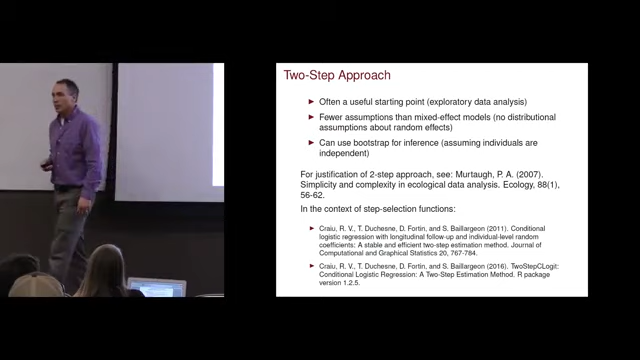 Two-Step Approach
Often a useful starting point (exploratory data analysis)
Fewer assumptions than mixed-effect models (no distributional
assumptions about random effects)
Can use bootstrap for inference (assuming individuals are
independent)
For justification of 2-step approach, see: Murtaugh, P. A. (2007).
Simplicity and complexity in ecological data analysis. Ecology, 88(1),
56-62.
In the context of step-selection functions:
Craiu, R. V., T. Duchesne, D. Fortin, and S. Baillargeon (2011). Conditional
logistic regression with longitudinal follow-up and individual-level random
coefficients: A stable and efficient two-step estimation method. Journal of
Computational and Graphical Statistics 20, 767-784.
Craiu, R. V., T. Duchesne, D. Fortin, and S. Baillargeon (2016). TwoStepCLogit:
Conditional Logistic Regression: A Two-Step Estimation Method. R package
version 1.2.5.